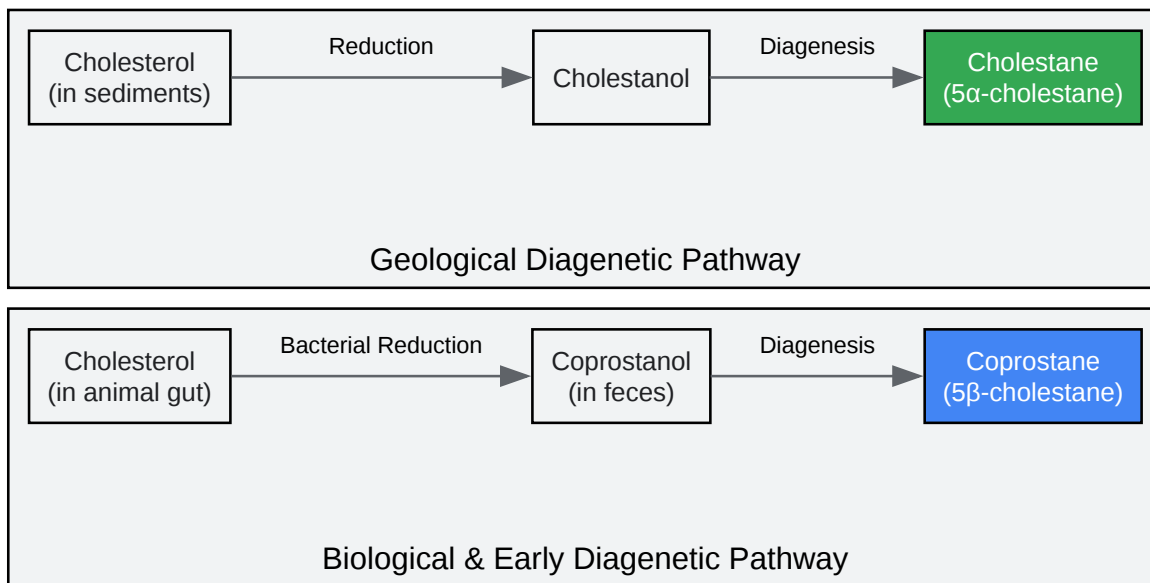 Reduction
Diagenesis
Cholesterol
(in sediments)
Cholestanol
Cholestane
(5α-cholestane)
Geological Diagenetic Pathway
Bacterial Reduction
Diagenesis
Cholesterol
(in animal gut)
Coprostanol
(in feces)
Coprostane
(5β-cholestane)
Biological & Early Diagenetic Pathway